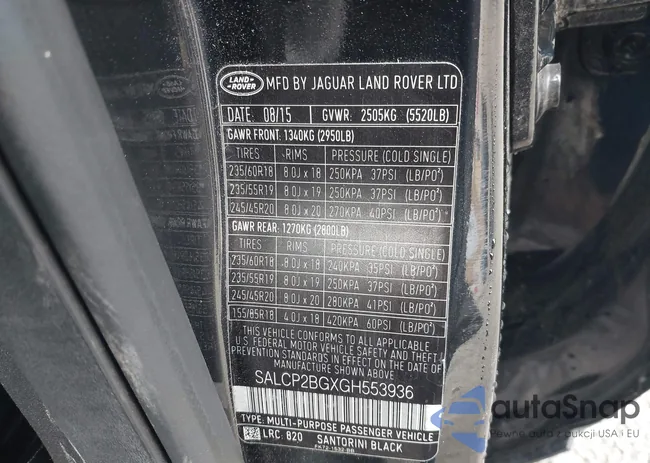 LAND-
ROVER
MFD BY JAGUAR LAND ROVER LTD
DATE: 08/15 GVWR: 2505KG (5520LB)
GAWR FRONT: 1340KG (2950LB)
TIRES RIMS PRESSURE (COLD SINGLE)
235/60R18 8.0J x 18 250KPA 37PSI (LB/PO²)
235/55R19 8.0J x 19 250KPA 37PSI (LB/PO²)
245/45R20 8.0J x 20 270KPA 40PSI (LB/PO²)
GAWR REAR: 1270KG (2800LB)
TIRES RIMS PRESSURE (COLD SINGLE)
235/60R18 8.0J x 18 240KPA 35PSI (LB/PO²)
235/55R19 8.0J x 19 250KPA 37PSI (LB/PO²)
245/45R20 8.0J x 20 280KPA 41PSI (LB/PO²)
155/85R18 4.0J x 18 420KPA 60PSI (LB/PO²)
THIS VEHICLE CONFORMS TO ALL APPLICABLE
U.S. FEDERAL MOTOR VEHICLE SAFETY AND
THEFT PREVENTION STANDARDS IN EFFECT ON THE
DATE OF MANUFACTURE SHOWN ABOVE.
SALCP2BGXGH553936
TYPE: MULTI-PURPOSE PASSENGER VEHICLE
LRC. 820 SANTORINI BLACK
autoSnap
Pewne auto z aukcji USA i EU